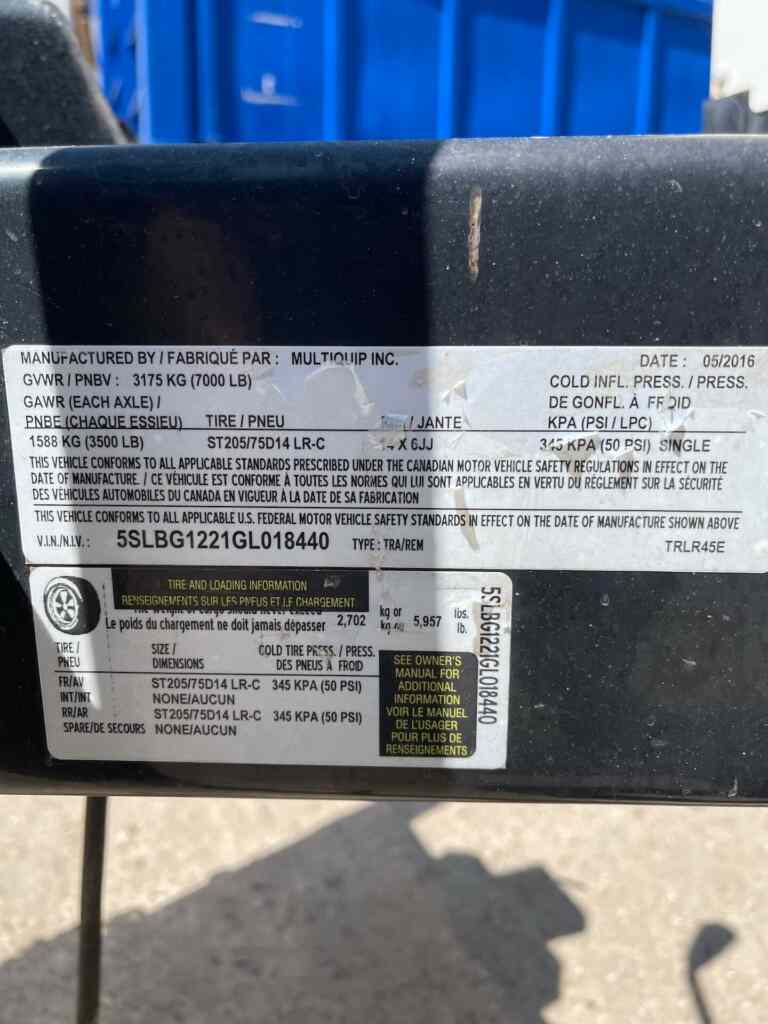 MANUFACTURED BY / FABRIQUÉ PAR : MULTIQUIP INC. DATE : 05/2016
GVWR / PNBV : 3175 KG (7000 LB) COLD INFL. PRESS. / PRESS.
GAWR (EACH AXLE) / DE GONFL. À FROID
PNBE (CHAQUE ESSIEU) TIRE / PNEU / JANTE KPA (PSI / LPC)
1588 KG (3500 LB) ST205/75D14 LR-C 14 X 6JJ 345 KPA (50 PSI) SINGLE
THIS VEHICLE CONFORMS TO ALL APPLICABLE STANDARDS PRESCRIBED UNDER THE CANADIAN MOTOR VEHICLE SAFETY REGULATIONS IN EFFECT ON THE
DATE OF MANUFACTURE. / CE VÉHICULE EST CONFORME À TOUTES LES NORMES QUI LUI SONT APPLICABLES EN VERTU DU RÈGLEMENT SUR LA SÉCURITÉ
DES VÉHICULES AUTOMOBILES DU CANADA EN VIGUEUR À LA DATE DE SA FABRICATION
THIS VEHICLE CONFORMS TO ALL APPLICABLE U.S. FEDERAL MOTOR VEHICLE SAFETY STANDARDS IN EFFECT ON THE DATE OF MANUFACTURE SHOWN ABOVE
V.I.N./N.I.V.: 5SLBG1221GL018440 TYPE: TRA/REM TRLR45E
TIRE AND LOADING INFORMATION
RENSEIGNEMENTS SUR LES PNEUS ET LE CHARGEMENT
Le poids du chargement ne doit jamais dépasser 2,702 kg or kg ou 5,957 lbs. lb.
TIRE / PNEU SIZE / DIMENSIONS COLD TIRE PRESS. / PRESS. DES PNEUS À FROID
FR/AV ST205/75D14 LR-C 345 KPA (50 PSI)
INT/INT NONE/AUCUN
RR/AR ST205/75D14 LR-C 345 KPA (50 PSI)
SPARE/DE SECOURS NONE/AUCUN
SEE OWNER'S
MANUAL FOR
ADDITIONAL
INFORMATION
VOIR LE MANUEL
DE L'USAGER
POUR PLUS DE
RENSEIGNEMENTS
5SLBG1221GL018440